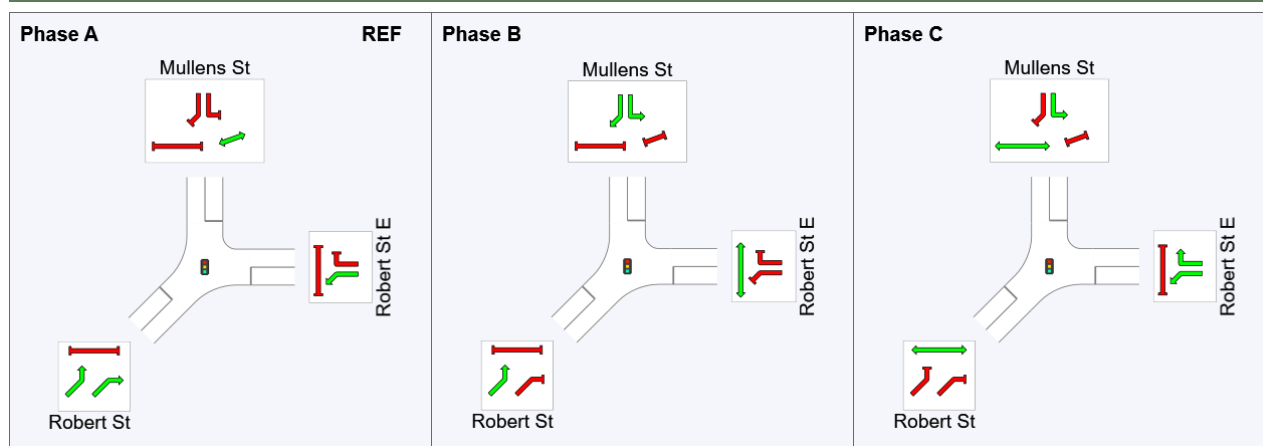 Phase A REF
Mullens St
Robert St E
Robert St
Phase B
Mullens St
Robert St E
Robert St
Phase C
Mullens St
Robert St E
Robert St